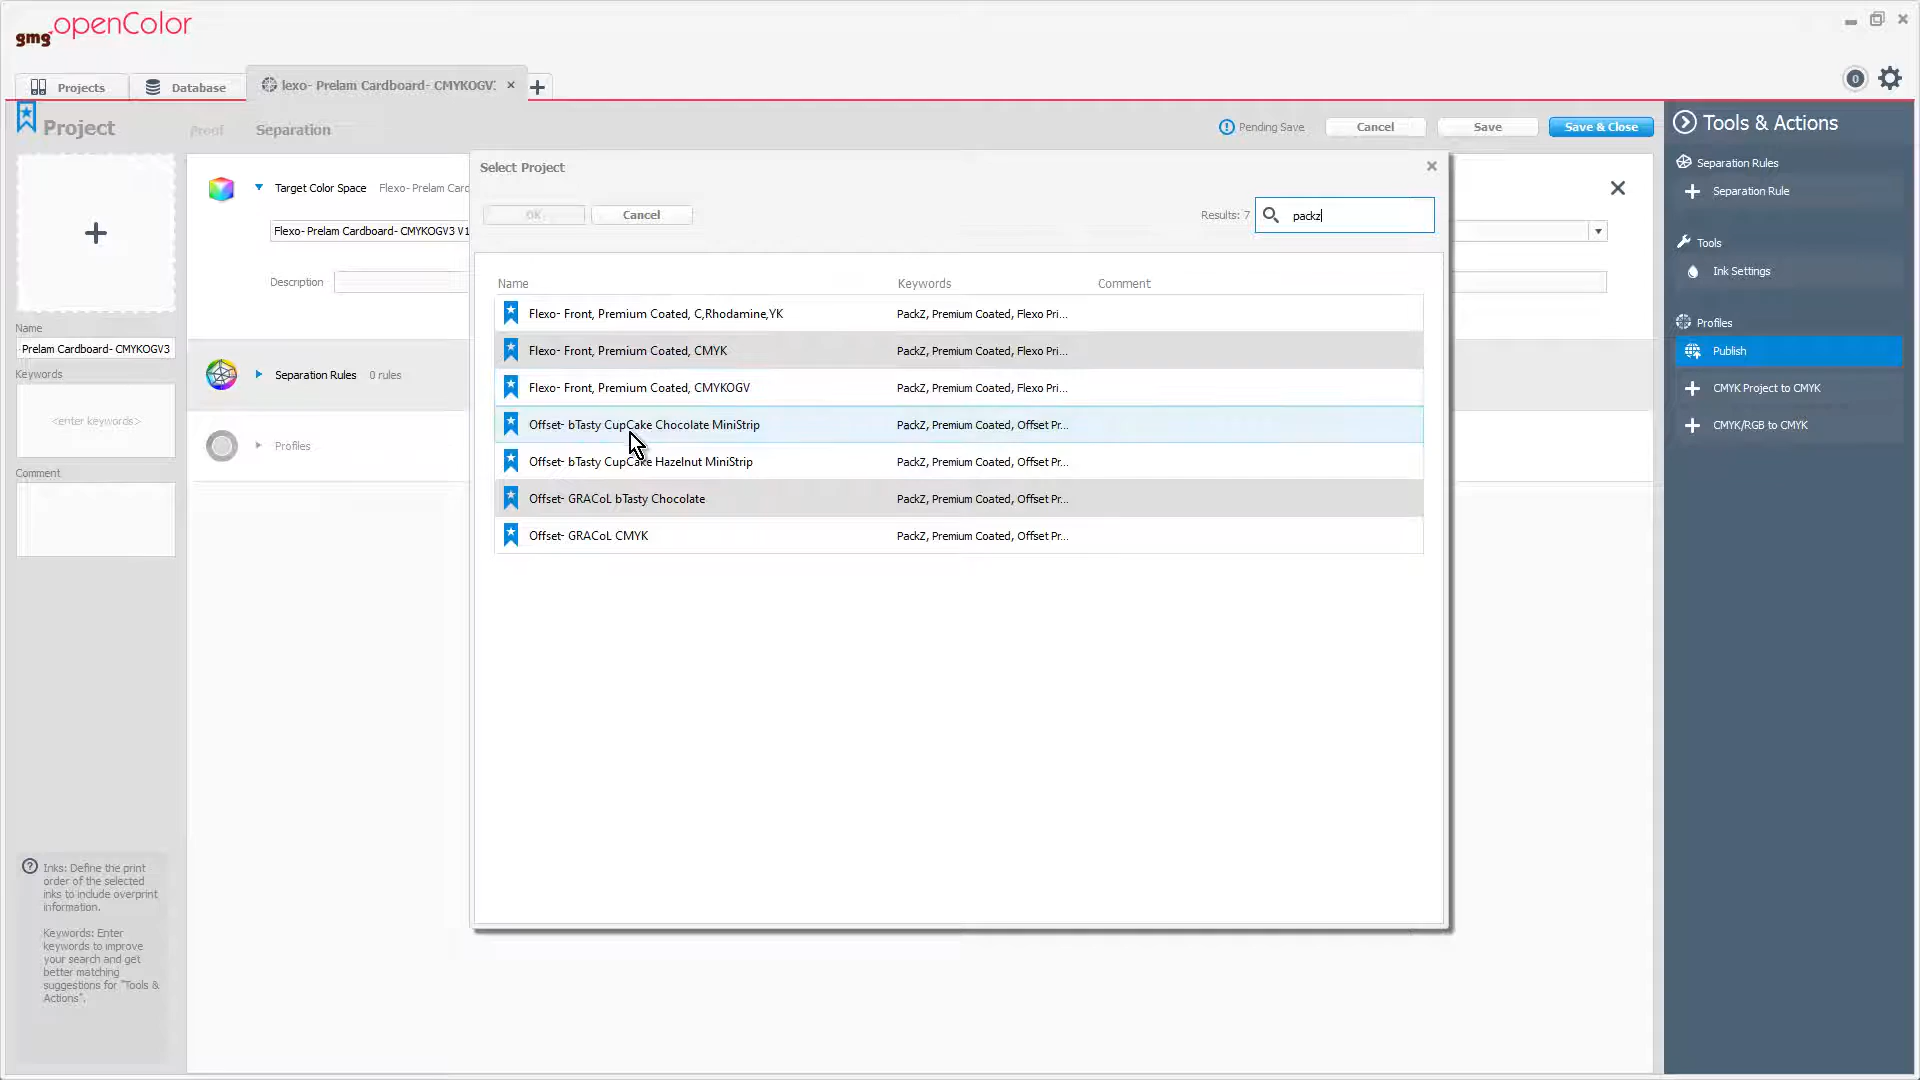 gmg openColor
Projects
Database
lexo- Prelam Cardboard- CMYKOGV:
0
Project
Proof
Separation
Pending Save
Cancel
Save
Save & Close
Tools & Actions
Separation Rules
Separation Rule
Tools
Ink Settings
Profiles
Publish
CMYK Project to CMYK
CMYK/RGB to CMYK
Name
Prelam Cardboard- CMYKOGV3
Keywords
<enter keywords>
Comment
Inks: Define the print
order of the selected
inks to include overprint
information.
Keywords: Enter
keywords to improve
your search and get
better matching
suggestions for "Tools &
Actions".
Target Color Space Flexo- Prelam Card
Flexo- Prelam Cardboard- CMYKOGV3 V1
Description
Separation Rules 0 rules
Profiles
Select Project
OK
Cancel
Results: 7
packz
Name Keywords Comment
Flexo- Front, Premium Coated, C,Rhodamine,YK PackZ, Premium Coated, Flexo Pri...
Flexo- Front, Premium Coated, CMYK PackZ, Premium Coated, Flexo Pri...
Flexo- Front, Premium Coated, CMYKOGV PackZ, Premium Coated, Flexo Pri...
Offset- bTasty CupCake Chocolate MiniStrip PackZ, Premium Coated, Offset Pr...
Offset- bTasty CupCake Hazelnut MiniStrip PackZ, Premium Coated, Offset Pr...
Offset- GRACoL bTasty Chocolate PackZ, Premium Coated, Offset Pr...
Offset- GRACoL CMYK PackZ, Premium Coated, Offset Pr...